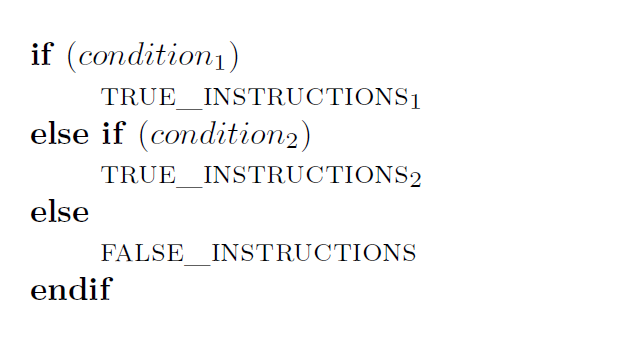 if (condition₁)
TRUE_INSTRUCTIONS₁
else if (condition₂)
TRUE_INSTRUCTIONS₂
else
FALSE_INSTRUCTIONS
endif